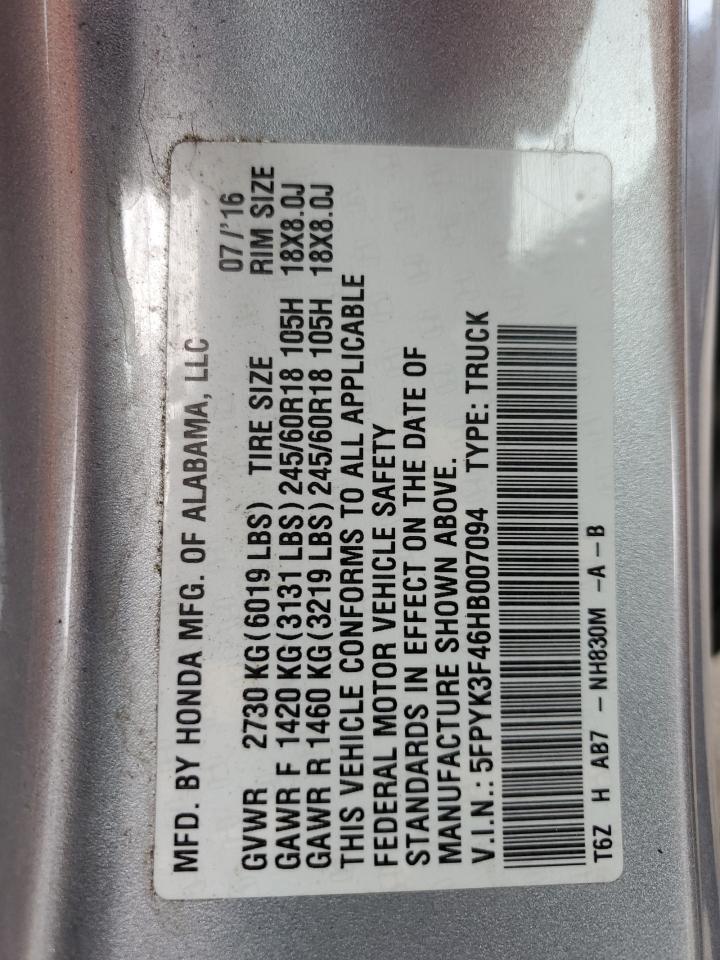 MFD. BY HONDA MFG. OF ALABAMA, LLC 07/'16
GVWR 2730 KG(6019 LBS) TIRE SIZE RIM SIZE
GAWR F 1420 KG(3131 LBS) 245/60R18 105H 18X8.0J
GAWR R 1460 KG(3219 LBS) 245/60R18 105H 18X8.0J
THIS VEHICLE CONFORMS TO ALL APPLICABLE
FEDERAL MOTOR VEHICLE SAFETY
STANDARDS IN EFFECT ON THE DATE OF
MANUFACTURE SHOWN ABOVE.
V.I.N.: 5FPYK3F46HB007094 TYPE: TRUCK
T6Z H AB7 - NH830M - A - B